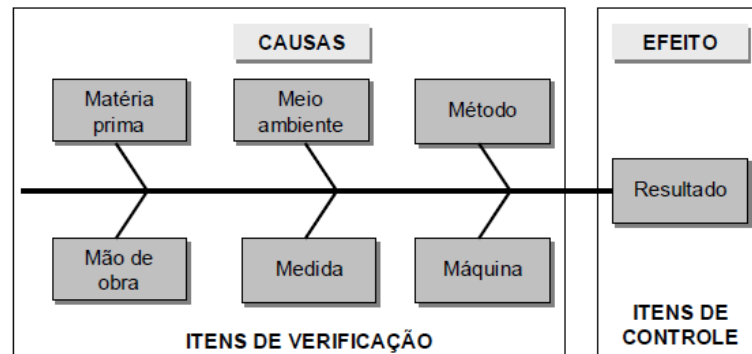 CAUSAS
EFEITO
Matéria
prima
Meio
ambiente
Método
Resultado
Mão de
obra
Medida
Máquina
ITENS DE VERIFICAÇÃO
ITENS DE
CONTROLE